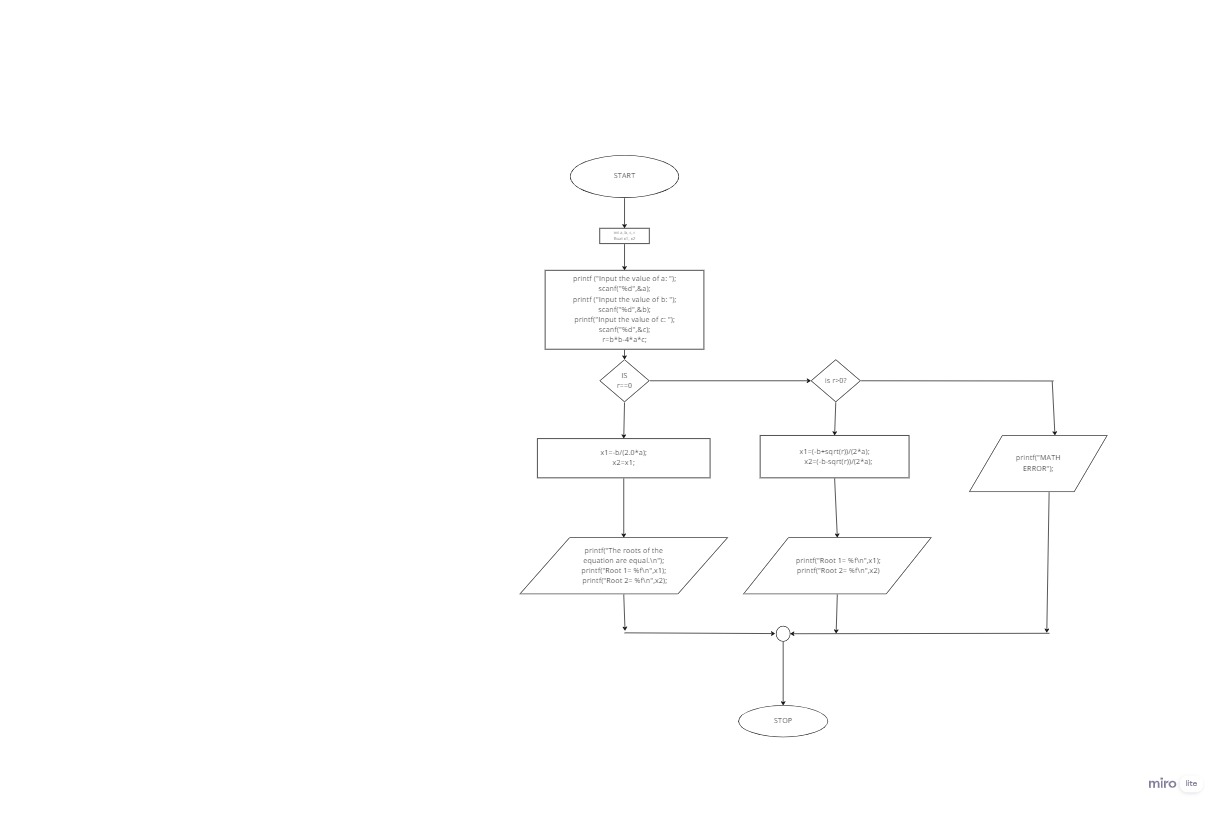 START
int a, b, c, r
float x1, x2
printf ("Input the value of a: ");
scanf("%d",&a);
printf ("Input the value of b: ");
scanf("%d",&b);
printf("Input the value of c: ");
scanf("%d",&c);
r=b*b-4*a*c;
IS
r==0
is r>0?
x1=-b/(2.0*a);
x2=x1;
x1=(-b+sqrt(r))/(2*a);
x2=(-b-sqrt(r))/(2*a);
printf("MATH
ERROR");
printf("The roots of the
equation are equal.\n");
printf("Root 1= %f\n",x1);
printf("Root 2= %f\n",x2);
printf("Root 1= %f\n",x1);
printf("Root 2= %f\n",x2)
STOP
miro lite